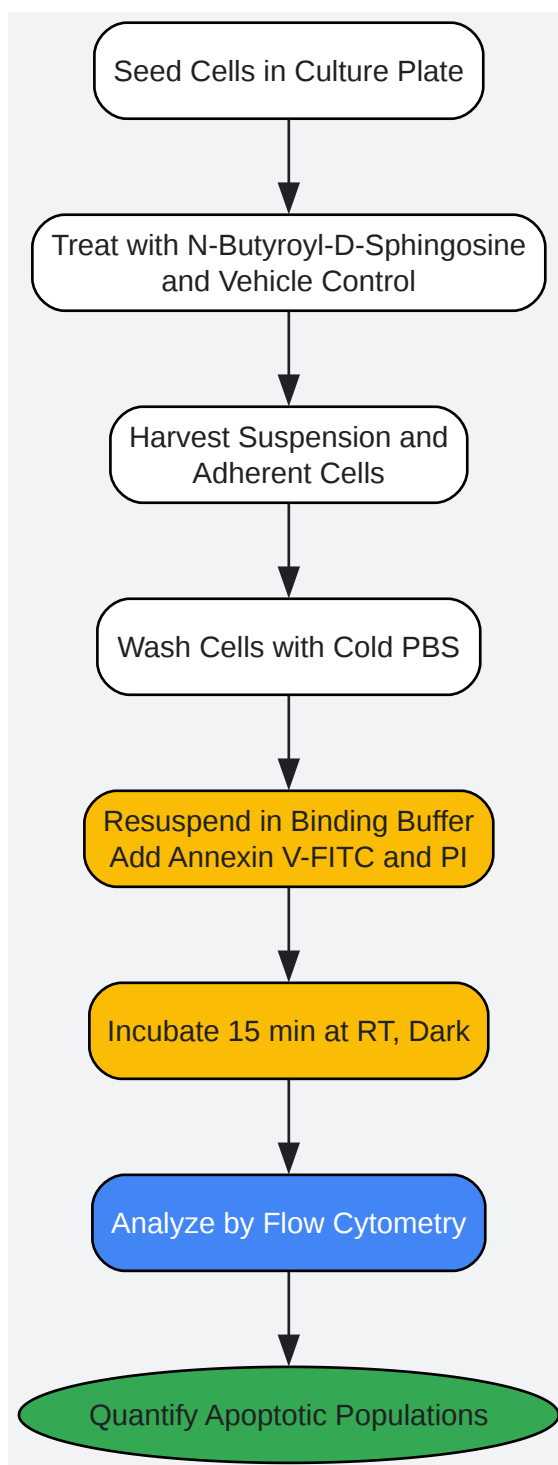 Seed Cells in Culture Plate
Treat with N-Butyroyl-D-Sphingosine
and Vehicle Control
Harvest Suspension and
Adherent Cells
Wash Cells with Cold PBS
Resuspend in Binding Buffer
Add Annexin V-FITC and PI
Incubate 15 min at RT, Dark
Analyze by Flow Cytometry
Quantify Apoptotic Populations